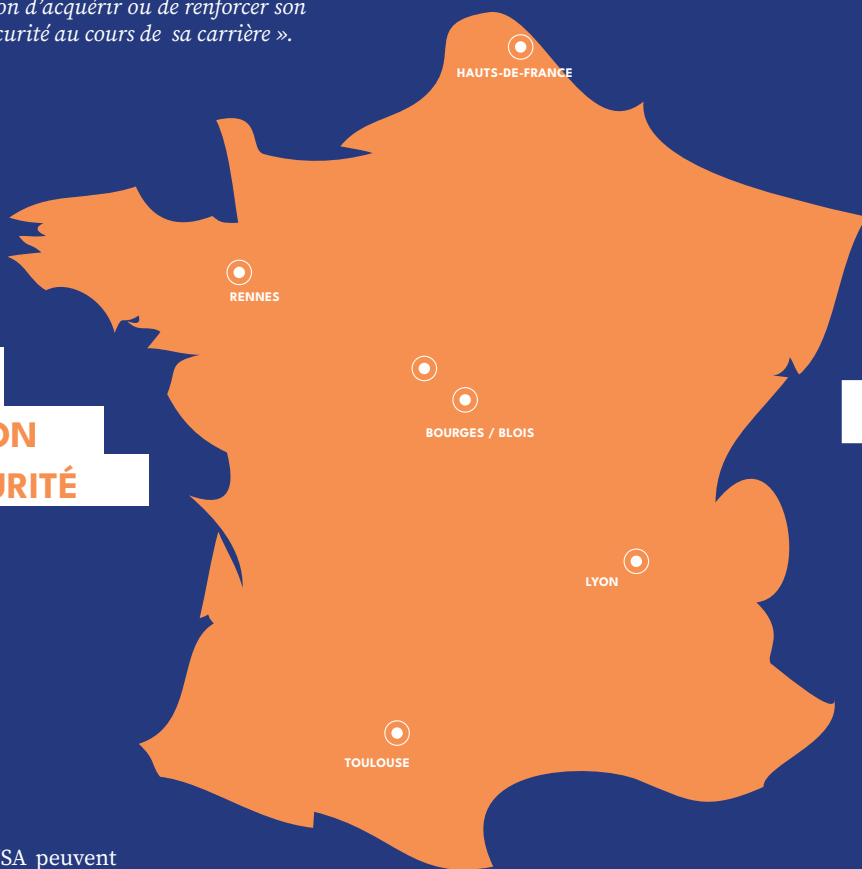 on d'acquérir ou de renforcer son
curité au cours de sa carrière ».
HAUTS-DE-FRANCE
RENNES
BOURGES / BLOIS
ON
URITÉ
LYON
TOULOUSE
SA peuvent